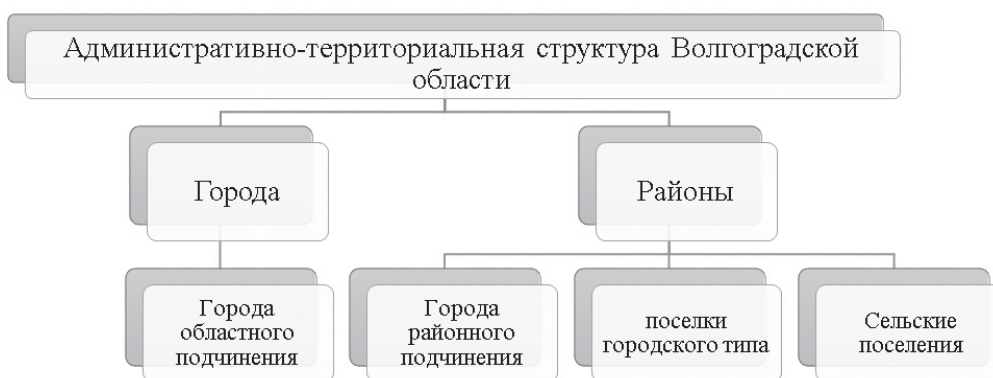 Административно-территориальная структура Волгоградской
области
Города
Районы
Города
областного
подчинения
Города
районного
подчинения
поселки
городского типа
Сельские
поселения